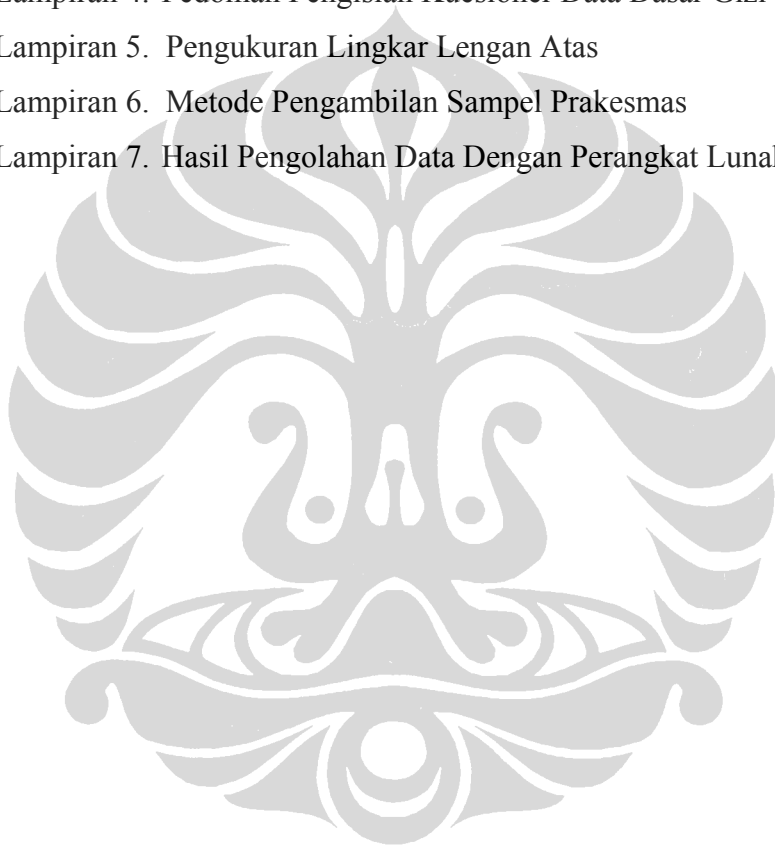 Lampiran 4. Pedoman Pengisian Kuesioner Data Dasar Gizi
Lampiran 5. Pengukuran Lingkar Lengan Atas
Lampiran 6. Metode Pengambilan Sampel Prakesmas
Lampiran 7. Hasil Pengolahan Data Dengan Perangkat Lunak